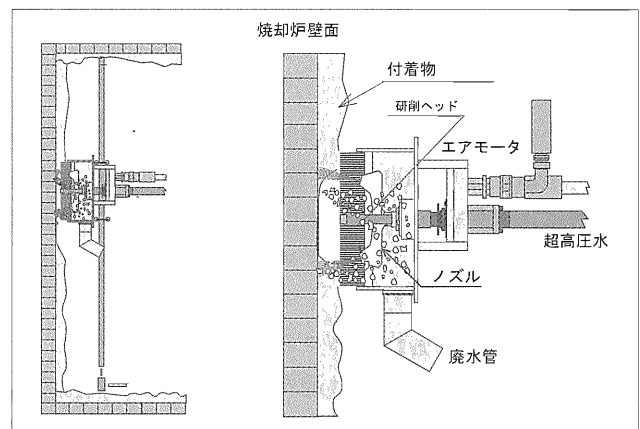 焼却炉壁面
付着物
研削ヘッド
エアモータ
超高圧水
ノズル
廃水管